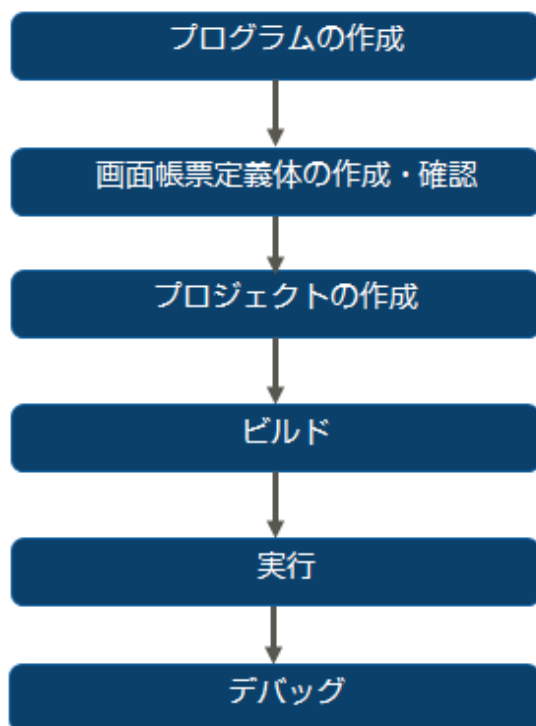 プログラムの作成
画面帳票定義体の作成・確認
プロジェクトの作成
ビルド
実行
デバッグ